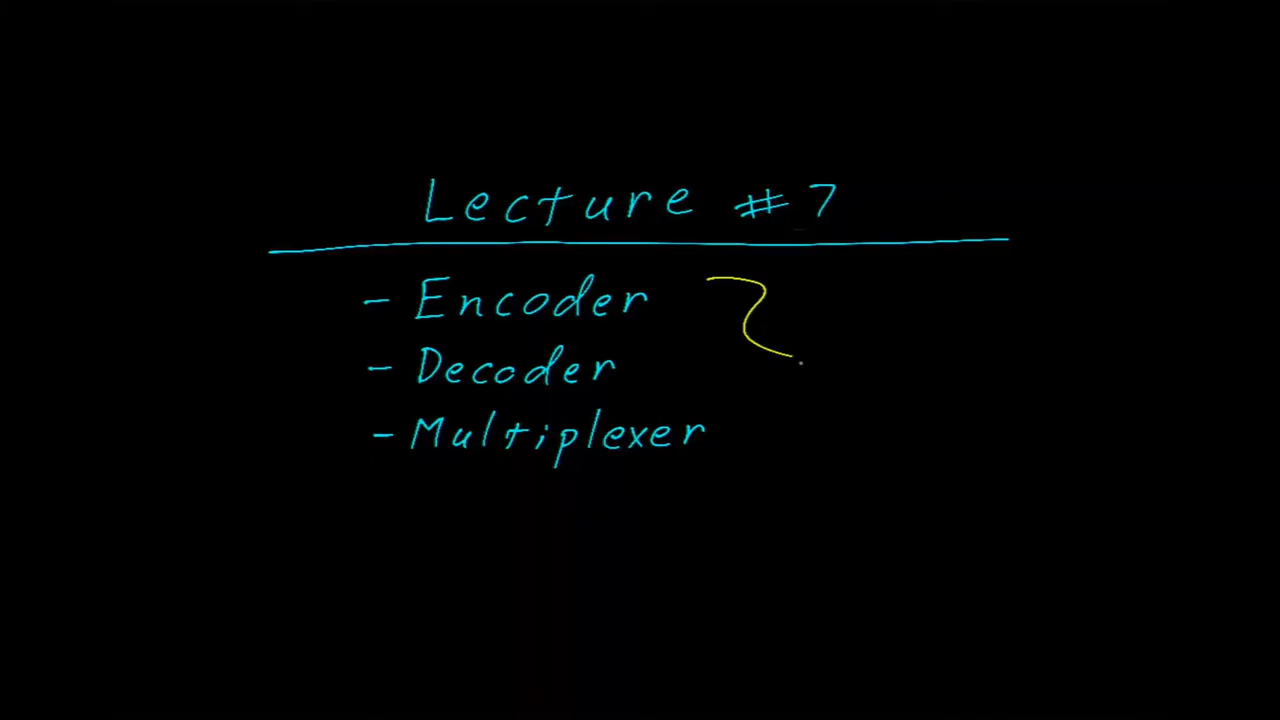 Lecture #7
- Encoder
- Decoder
- Multiplexer